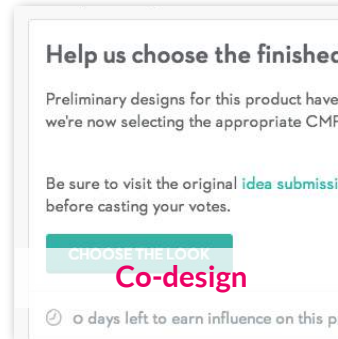 Help us choose the finished
Preliminary designs for this product have
we're now selecting the appropriate CMF
Be sure to visit the original idea submissi
before casting your votes.
CHOOSE THE LOOK
Co-design
0 days left to earn influence on this p